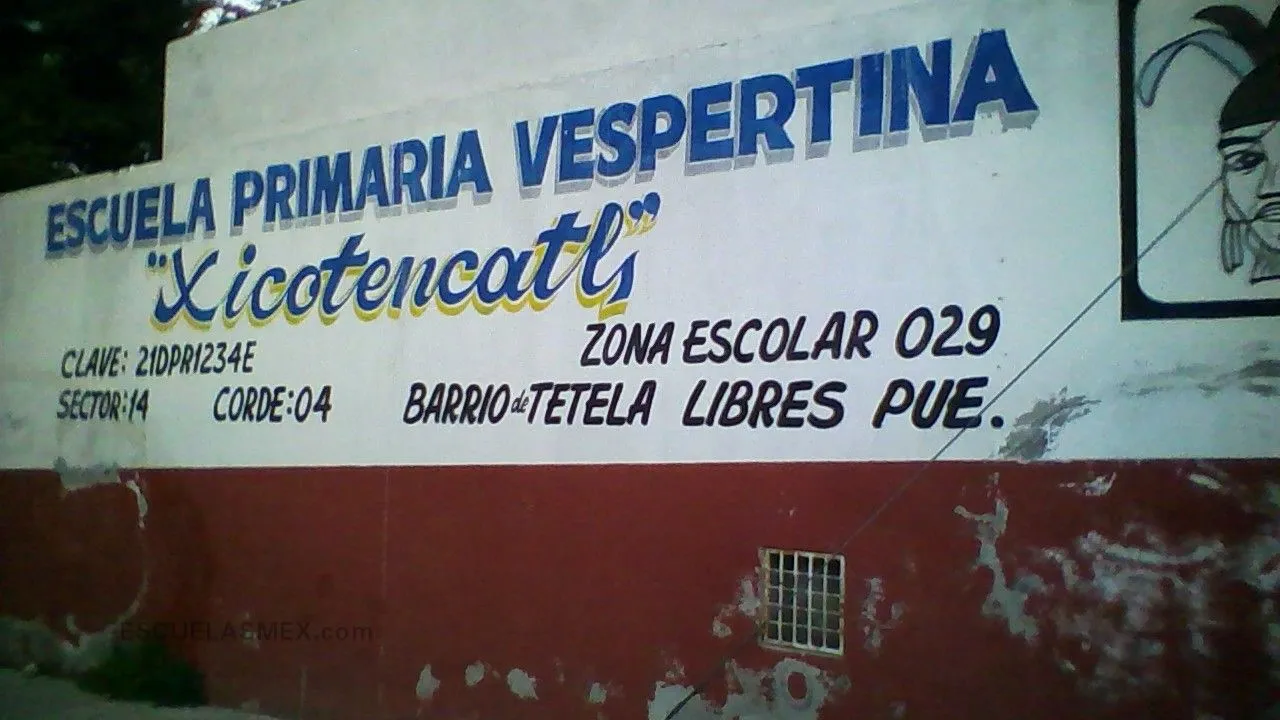 ESCUELA PRIMARIA VESPERTINA
"Xicotencatl"
ZONA ESCOLAR 029
CLAVE: 21DPR1234E
SECTOR:14 CORDE:04 BARRIO de TETELA LIBRES PUE.
ESCUELASMEX.com